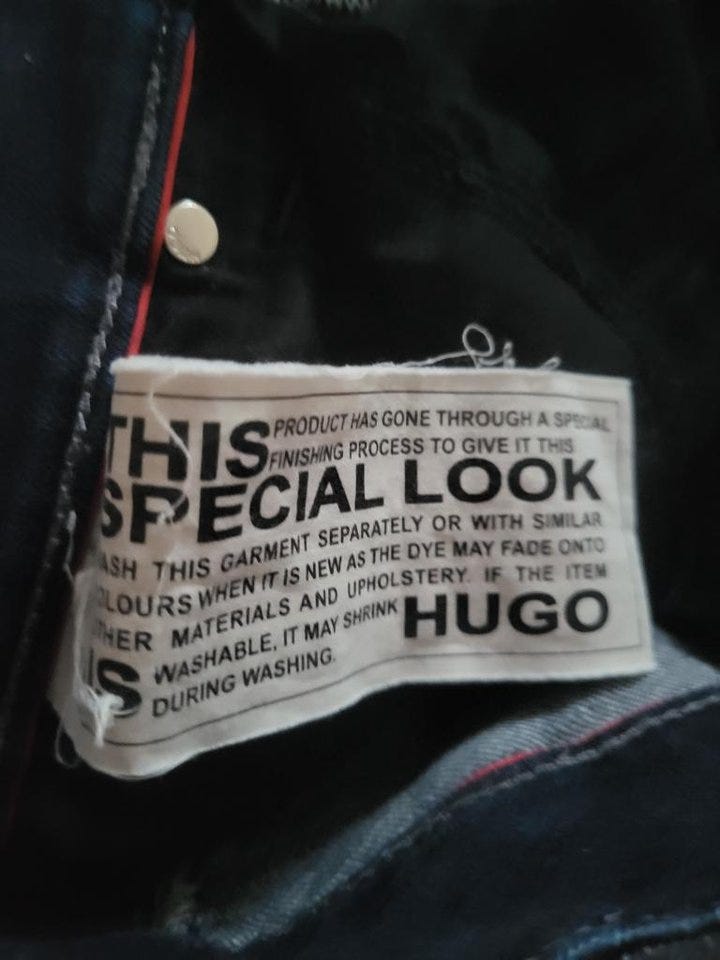 THIS PRODUCT HAS GONE THROUGH A SPECIAL
FINISHING PROCESS TO GIVE IT THIS
SPECIAL LOOK
ASH THIS GARMENT SEPARATELY OR WITH SIMILAR
LOURS WHEN IT IS NEW AS THE DYE MAY FADE ONTO
THER MATERIALS AND UPHOLSTERY. IF THE ITEM
IS WASHABLE, IT MAY SHRINK HUGO
DURING WASHING.